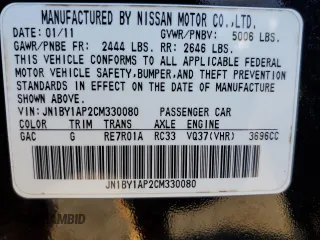 MANUFACTURED BY NISSAN MOTOR CO.,LTD.
DATE: 01/11 GVWR/PNBV: 5006 LBS.
GAWR/PNBE FR: 2444 LBS. RR: 2646 LBS.
THIS VEHICLE CONFORMS TO ALL APPLICABLE FEDERAL
MOTOR VEHICLE SAFETY,BUMPER,AND THEFT PREVENTION
STANDARDS IN EFFECT ON THE DATE OF MANUFACTURE
SHOWN ABOVE.
VIN: JN1BY1AP2CM330080 PASSENGER CAR
COLOR TRIM TRANS AXLE ENGINE
GAC G RE7R01A RC33 VQ37(VHR) 3696CC
JN1BY1AP2CM330080